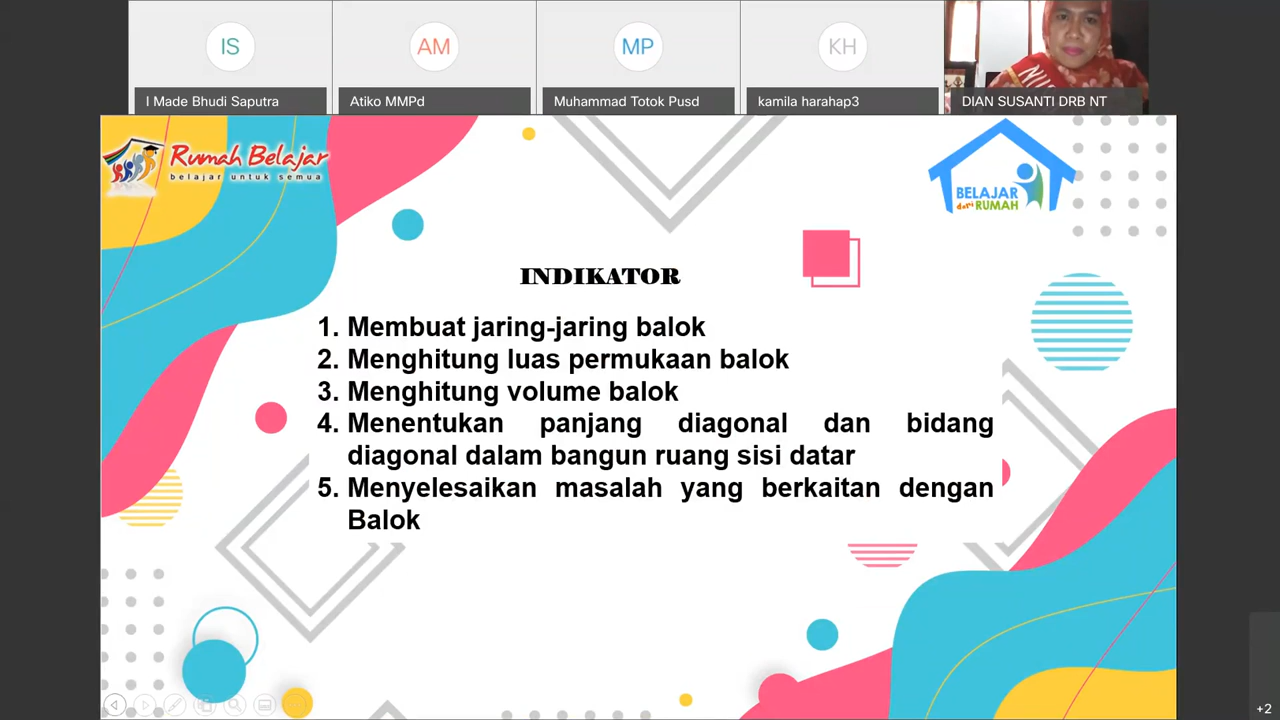 IS
AM
MP
KH
I Made Bhudi Saputra
Atiko MMPd
Muhammad Totok Pusd
kamila harahap3
DIAN SUSANTI DRB NT
Rumah Belajar
belajar untuk semua
BELAJAR
dari RUMAH
INDIKATOR
1. Membuat jaring-jaring balok
2. Menghitung luas permukaan balok
3. Menghitung volume balok
4. Menentukan panjang diagonal dan bidang
diagonal dalam bangun ruang sisi datar
5. Menyelesaikan masalah yang berkaitan dengan
Balok
+2